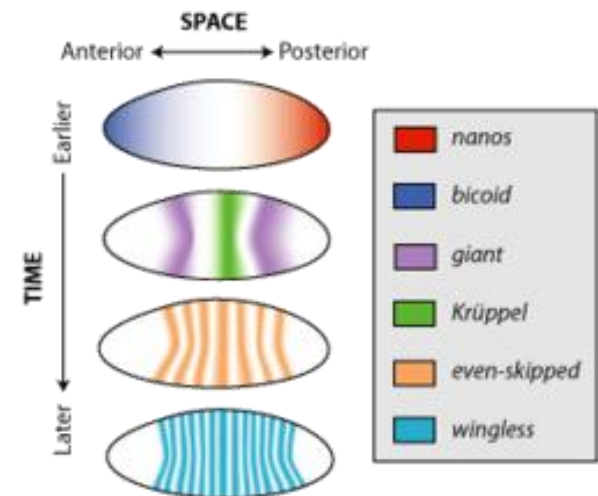 SPACE
Anterior Posterior
Earlier
TIME
Later
nanos
bicoid
giant
Krüppel
even-skipped
wingless